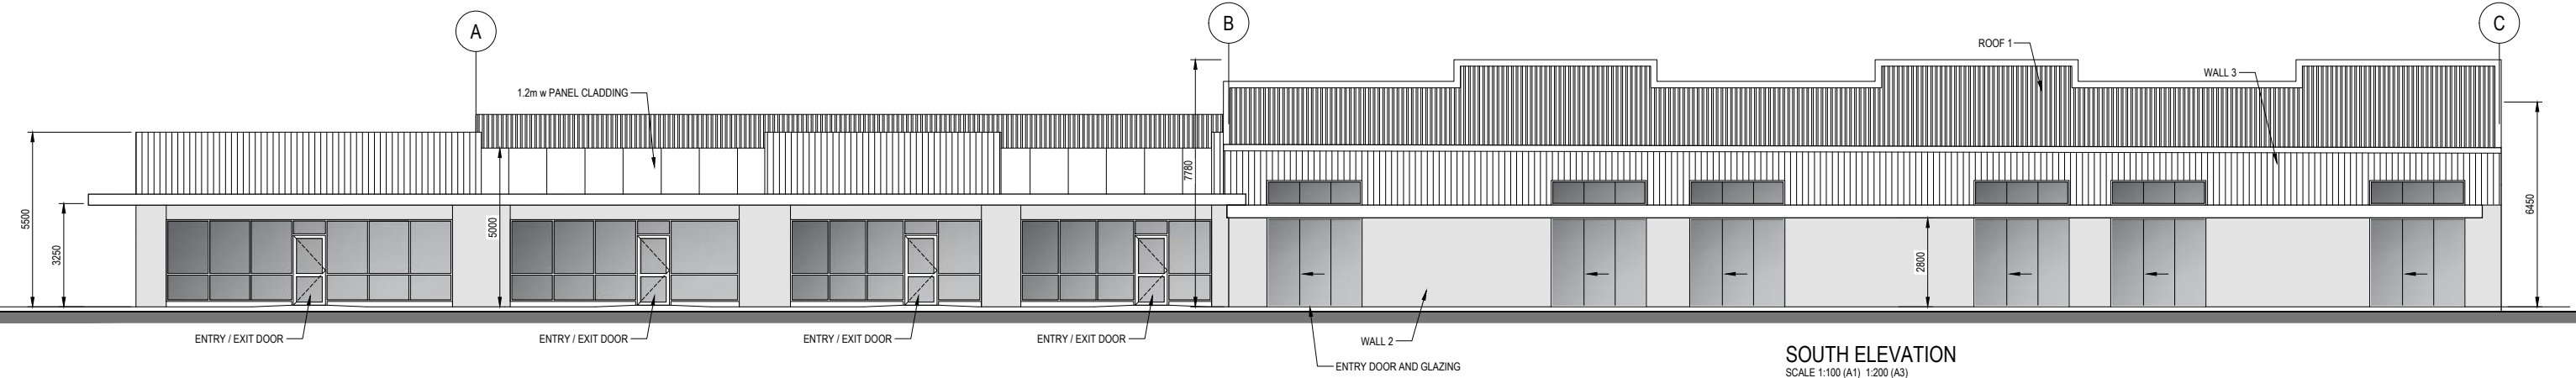 A
B
C
ROOF 1
WALL 3
1.2m w PANEL CLADDING
5500
3250
5000
7780
2800
6450
ENTRY / EXIT DOOR
ENTRY / EXIT DOOR
ENTRY / EXIT DOOR
ENTRY / EXIT DOOR
WALL 2
ENTRY DOOR AND GLAZING
SOUTH ELEVATION
SCALE 1:100 (A1) 1:200 (A3)